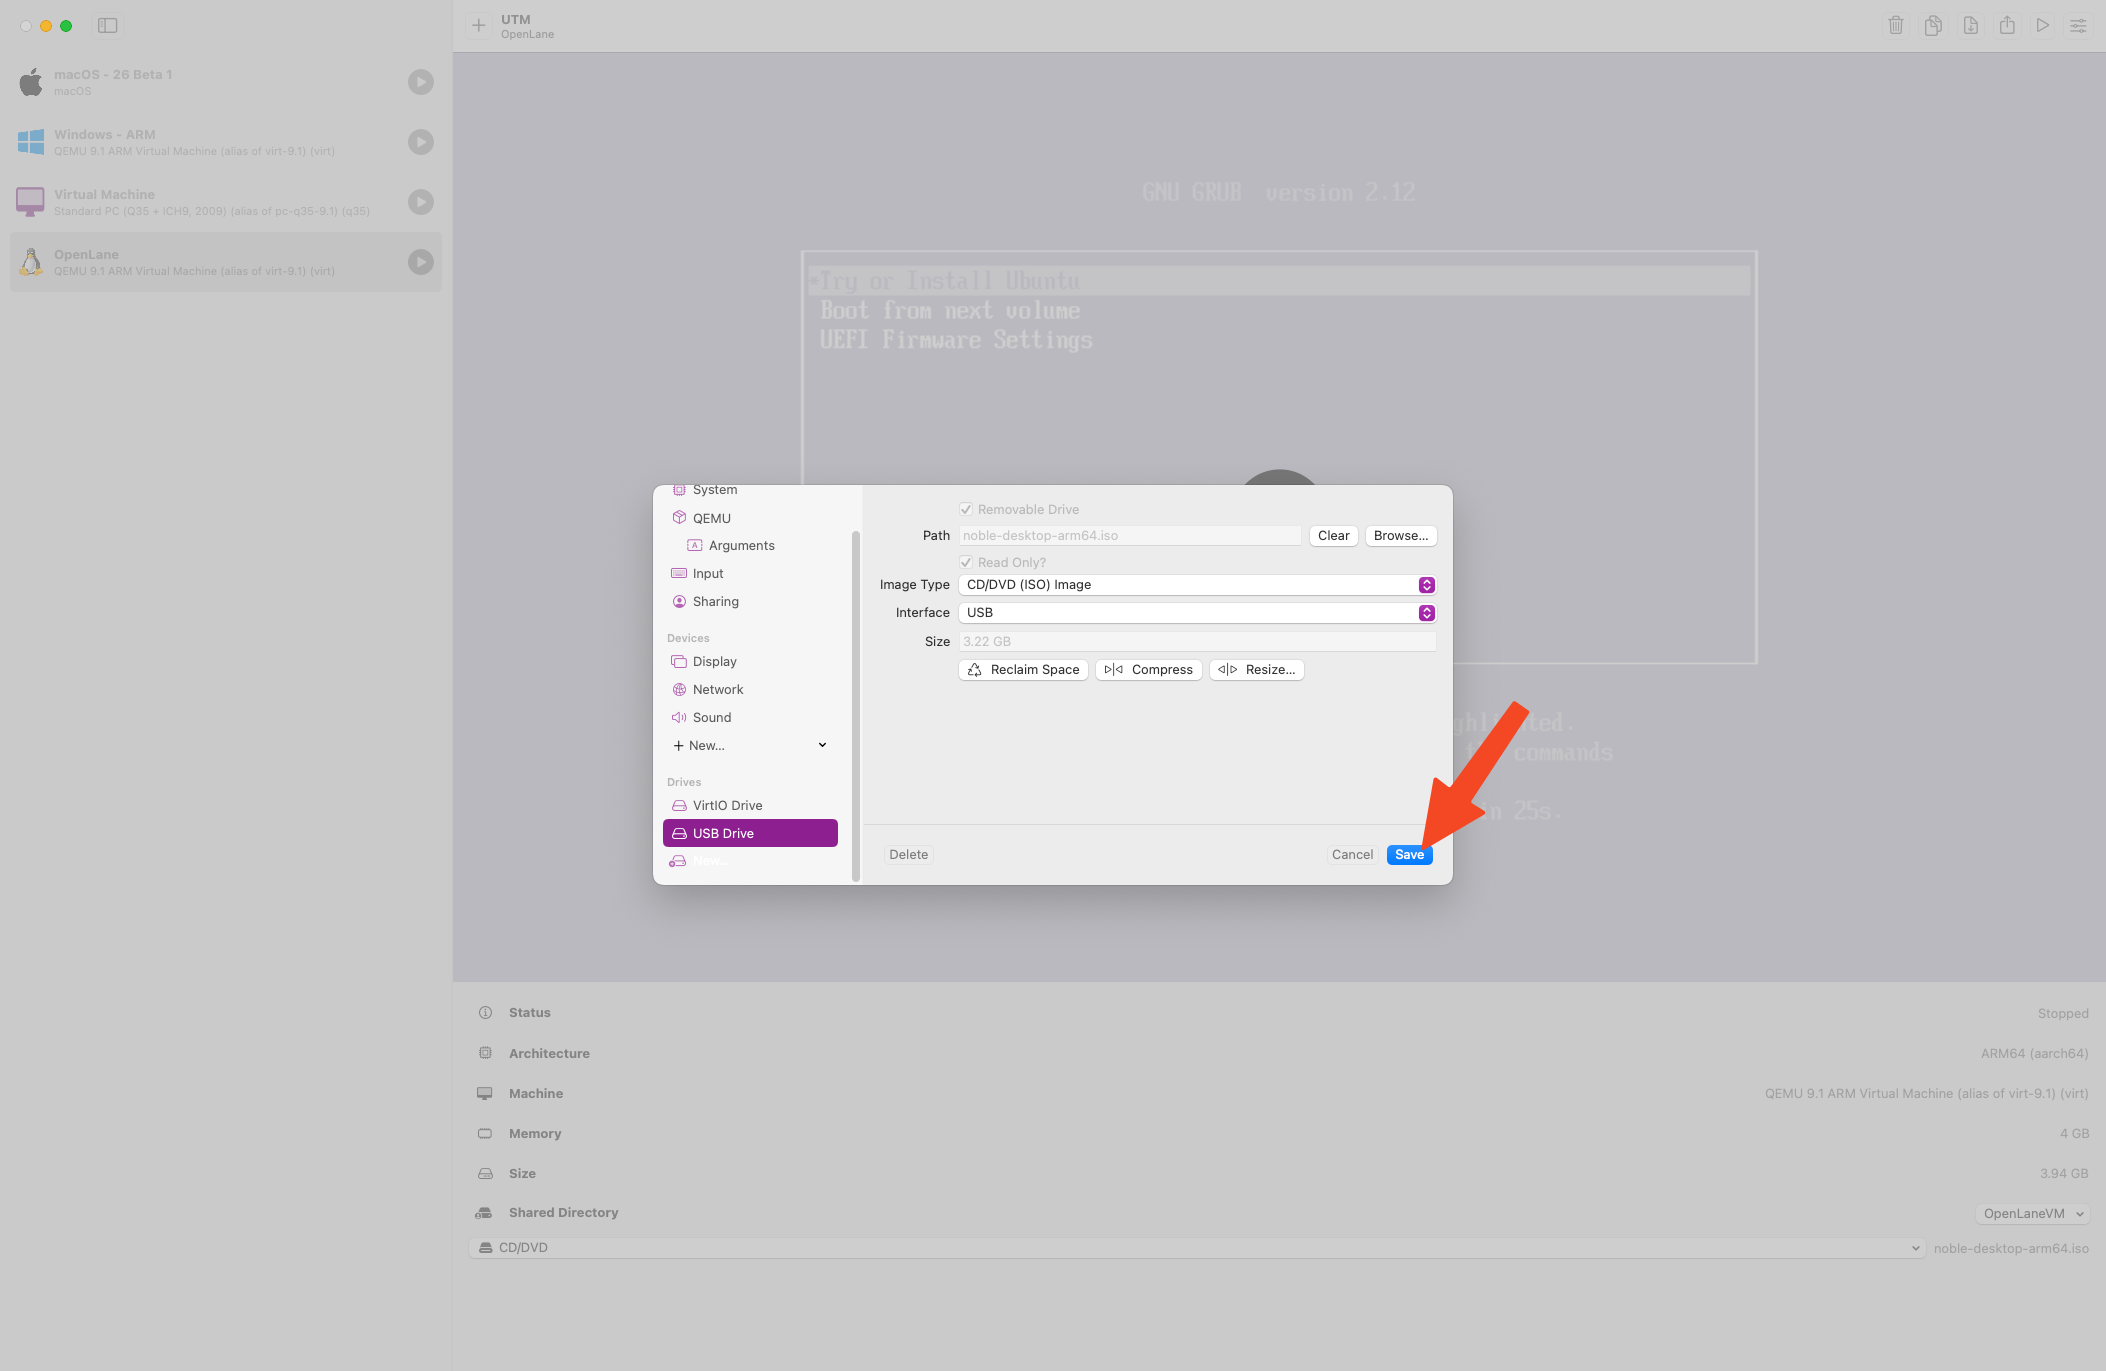 UTM
OpenLane
macOS - 26 Beta 1
macOS
Windows - ARM
QEMU 9.1 ARM Virtual Machine (alias of virt-9.1) (virt)
Virtual Machine
Standard PC (Q35 + ICH9, 2009) (alias of pc-q35-9.1) (q35)
OpenLane
QEMU 9.1 ARM Virtual Machine (alias of virt-9.1) (virt)
GNU GRUB version 2.12
*Try or Install Ubuntu
Boot from next volume
UEFI Firmware Settings
System
QEMU
Arguments
Input
Sharing
Devices
Display
Network
Sound
New...
Drives
VirtIO Drive
USB Drive
New...
Removable Drive
Path noble-desktop-arm64.iso Clear Browse...
Read Only?
Image Type CD/DVD (ISO) Image
Interface USB
Size 3.22 GB
Reclaim Space Compress Resize...
Delete Cancel Save
commands
25s.
Status Stopped
Architecture ARM64 (aarch64)
Machine QEMU 9.1 ARM Virtual Machine (alias of virt-9.1) (virt)
Memory 4 GB
Size 3.94 GB
Shared Directory OpenLaneVM
CD/DVD noble-desktop-arm64.iso